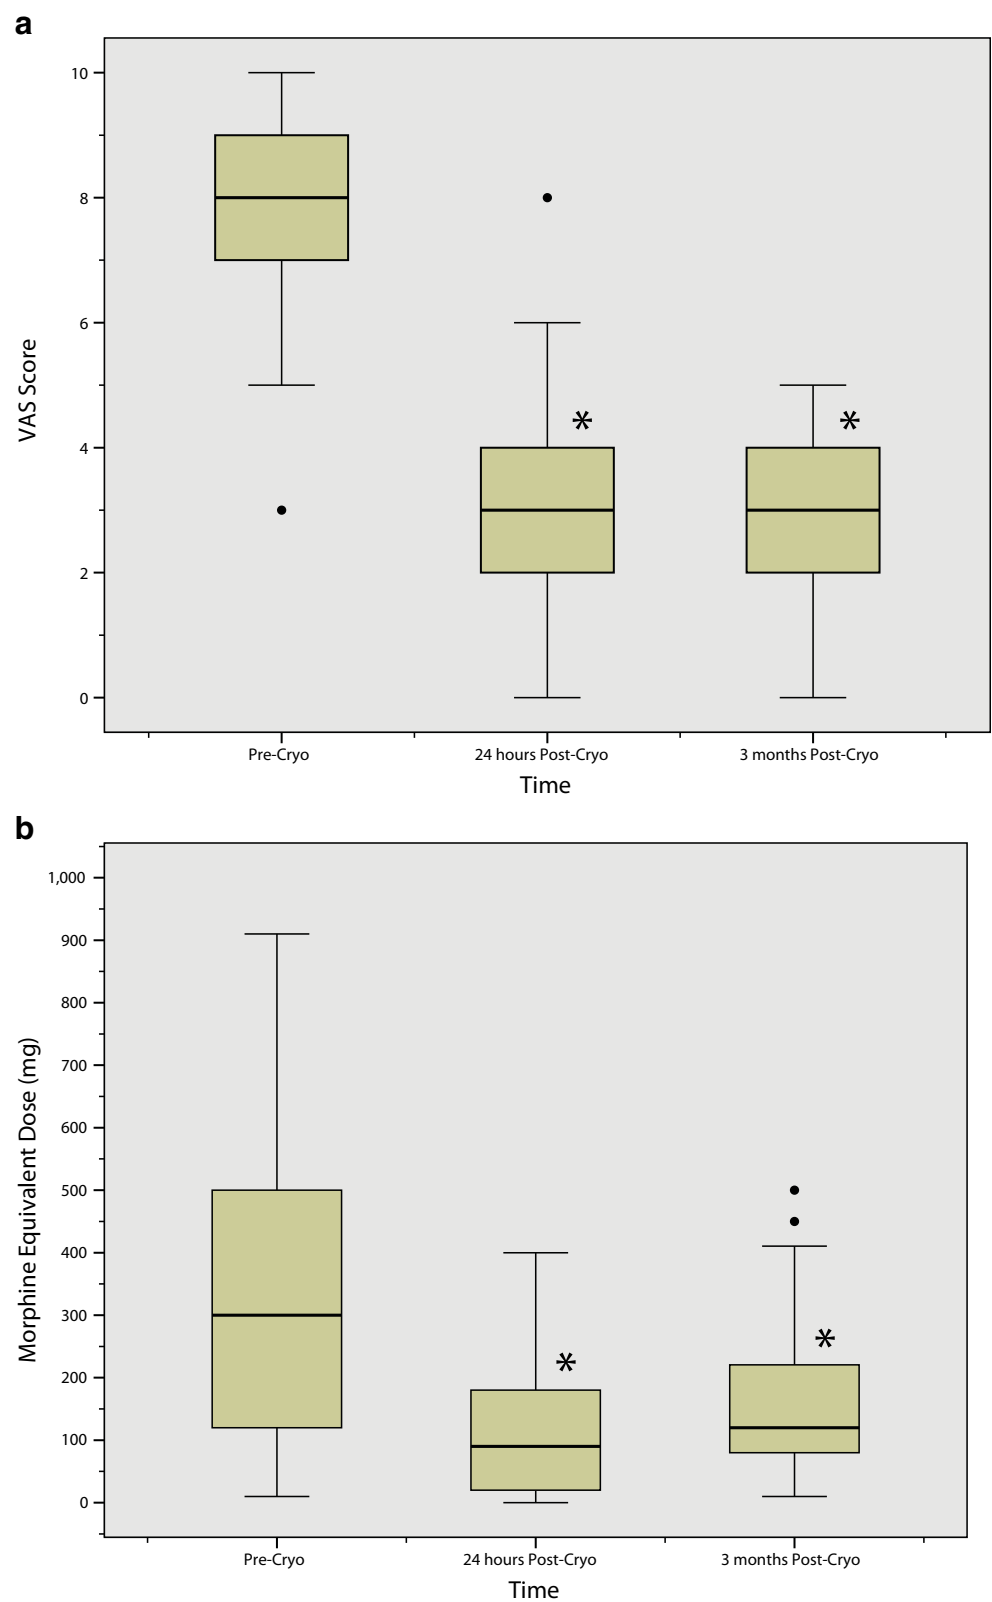 a
10
8
6
4
2
0
VAS Score
Pre-Cryo 24 hours Post-Cryo 3 months Post-Cryo
Time
*
*
b
1,000
900
800
700
600
500
400
300
200
100
0
Morphine Equivalent Dose (mg)
Pre-Cryo 24 hours Post-Cryo 3 months Post-Cryo
Time
*
*